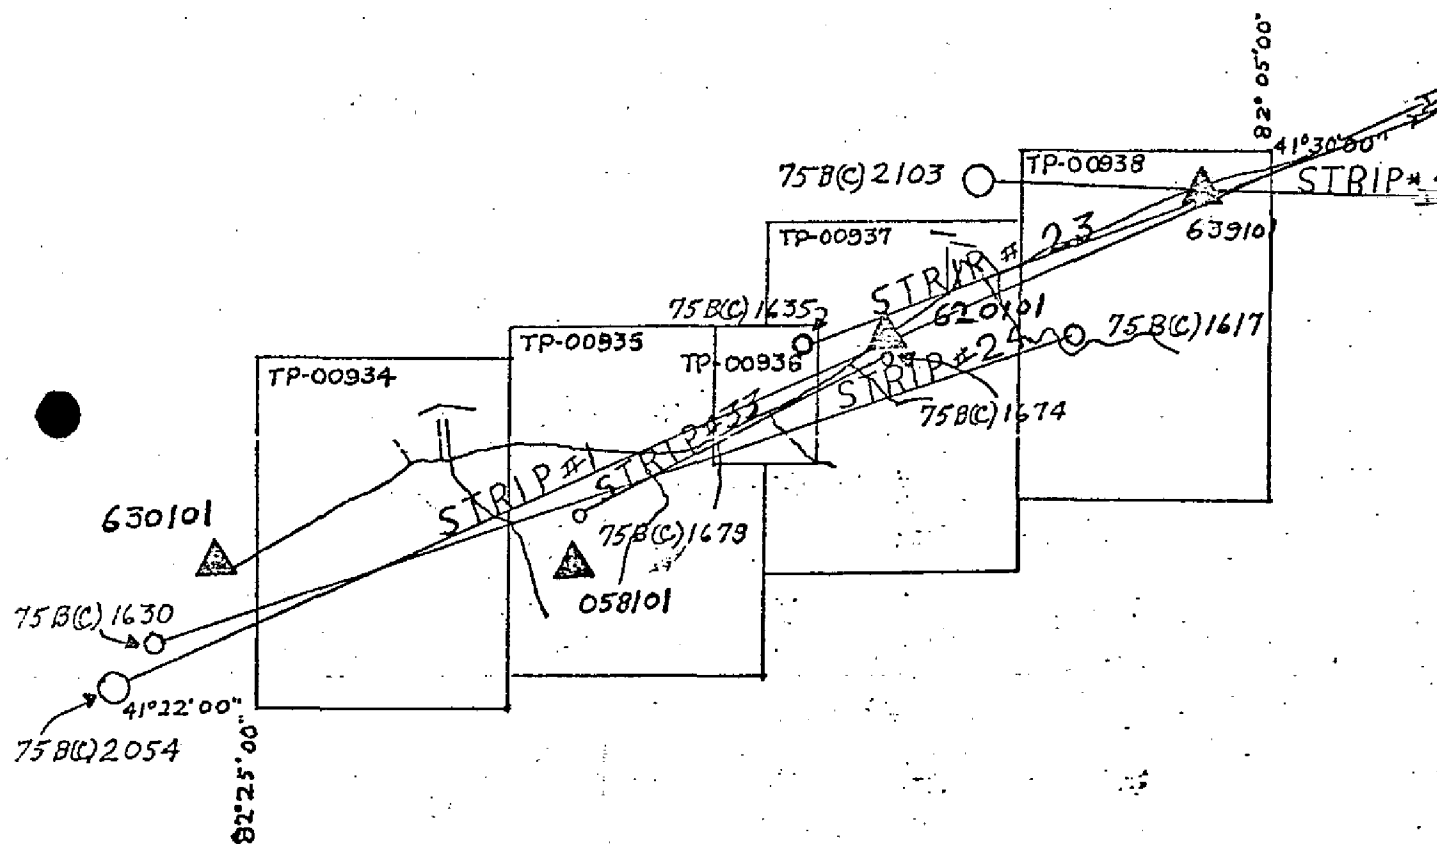 82° 05'00"
41°30'00"
75B(C)2103
TP-00938
STRIP#
639101
TP-00937
STRIP # 23
75B(C)1635
620101
75B(C)1617
TP-00935
TP-00936
STRIP #24
TP-00934
75B(C)1674
STRIP #1
STRIP #33
630101
75B(C)1679
058101
75B(C)1630
41°22'00"
75B(C)2054
82°25'00"